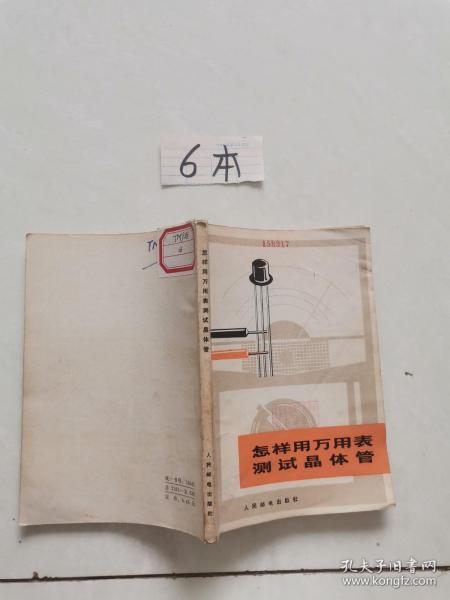 6本
158317
怎样用万用表
测试晶体管
人民邮电出版社
怎样用万用表测试晶体管
人民邮电出版社
孔夫子旧书网
www.kongfz.com